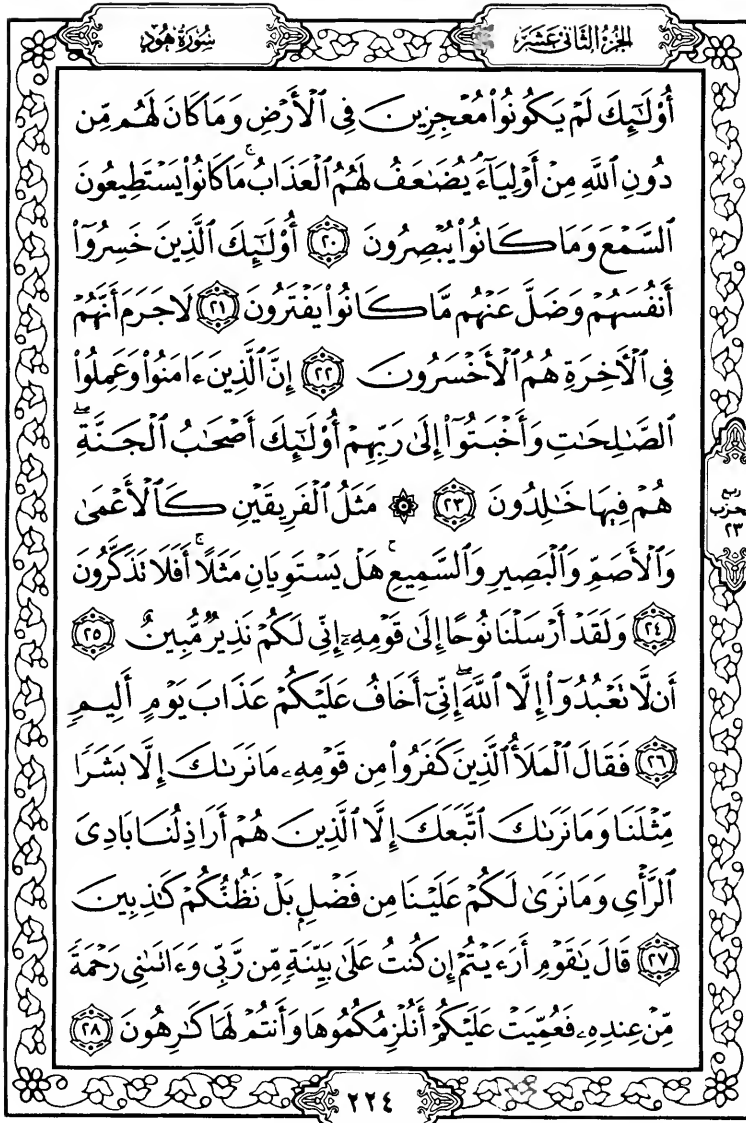 الجزء الثاني عشر
سُورَةُ هُود
أُوْلَٰٓئِكَ لَمْ يَكُونُواْ مُعْجِزِينَ فِى ٱلْأَرْضِ وَمَا كَانَ لَهُم مِّن
دُونِ ٱللَّهِ مِنْ أَوْلِيَآءَۘ يُضَٰعَفُ لَهُمُ ٱلْعَذَابُۚ مَا كَانُواْ يَسْتَطِيعُونَ
ٱلسَّمْعَ وَمَا كَانُواْ يُبْصِرُونَ ٢٠ أُوْلَٰٓئِكَ ٱلَّذِينَ خَسِرُوٓاْ
أَنفُسَهُمْ وَضَلَّ عَنْهُم مَّا كَانُواْ يَفْتَرُونَ ٢١ لَا جَرَمَ أَنَّهُمْ
فِى ٱلْأَخِرَةِ هُمُ ٱلْأَخْسَرُونَ ٢٢ إِنَّ ٱلَّذِينَ ءَامَنُواْ وَعَمِلُواْ
ٱلصَّٰلِحَٰتِ وَأَخْبَتُوٓاْ إِلَىٰ رَبِّهِمْ أُوْلَٰٓئِكَ أَصْحَٰبُ ٱلْجَنَّةِۖ
هُمْ فِيهَا خَٰلِدُونَ ٢٣ ۞ مَثَلُ ٱلْفَرِيقَيْنِ كَٱلْأَعْمَىٰ
وَٱلْأَصَمِّ وَٱلْبَصِيرِ وَٱلسَّمِيعِۚ هَلْ يَسْتَوِيَانِ مَثَلًاۚ أَفَلَا تَذَكَّرُونَ
٢٤ وَلَقَدْ أَرْسَلْنَا نُوحًا إِلَىٰ قَوْمِهِۦٓ إِنِّى لَكُمْ نَذِيرٌ مُّبِينٌ ٢٥
أَن لَّا تَعْبُدُوٓاْ إِلَّا ٱللَّهَۖ إِنِّىٓ أَخَافُ عَلَيْكُمْ عَذَابَ يَوْمٍ أَلِيمٍ
٢٦ فَقَالَ ٱلْمَلَأُ ٱلَّذِينَ كَفَرُواْ مِن قَوْمِهِۦ مَا نَرَىٰكَ إِلَّا بَشَرًا
مِّثْلَنَا وَمَا نَرَىٰكَ ٱتَّبَعَكَ إِلَّا ٱلَّذِينَ هُمْ أَرَاذِلُنَا بَادِىَ
ٱلرَّأْىِ وَمَا نَرَىٰ لَكُمْ عَلَيْنَا مِن فَضْلٍۭ بَلْ نَظُنُّكُمْ كَٰذِبِينَ
٢٧ قَالَ يَٰقَوْمِ أَرَءَيْتُمْ إِن كُنتُ عَلَىٰ بَيِّنَةٍ مِّن رَّبِّى وَءَاتَىٰنِى رَحْمَةً
مِّنْ عِندِهِۦ فَعُمِّيَتْ عَلَيْكُمْ أَنُلْزِمُكُمُوهَا وَأَنتُمْ لَهَا كَٰرِهُونَ ٢٨
ربع
الحزب
٢٣
٢٢٤